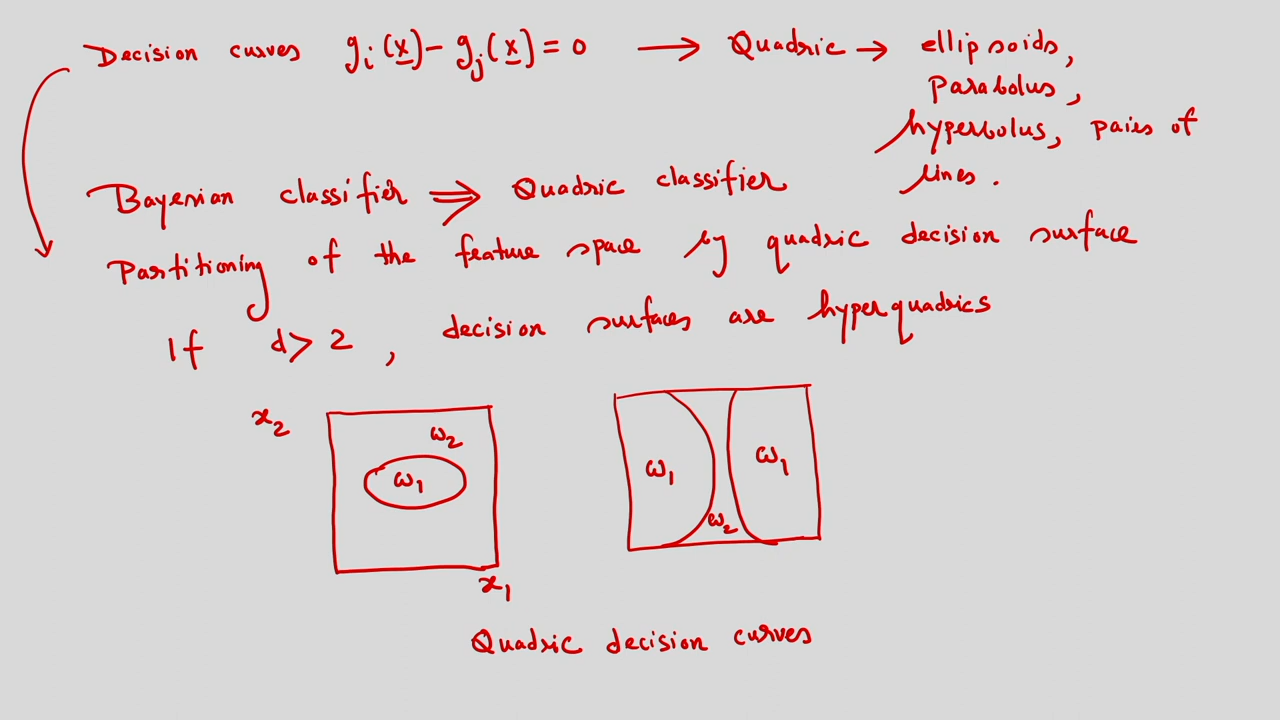 Decision curves gᵢ(x̲) – gⱼ(x̲) = 0 → Quadric → ellipsoids,
Parabolus,
hyperbolus, pairs of
lines.
Bayesian classifier ⇒ Quadric classifier
Partitioning of the feature space by quadric decision surface
If d > 2 , decision surfaces are hyperquadrics
x₂
ω₂
ω₁
x₁
ω₁
ω₁
ω₂
Quadric decision curves